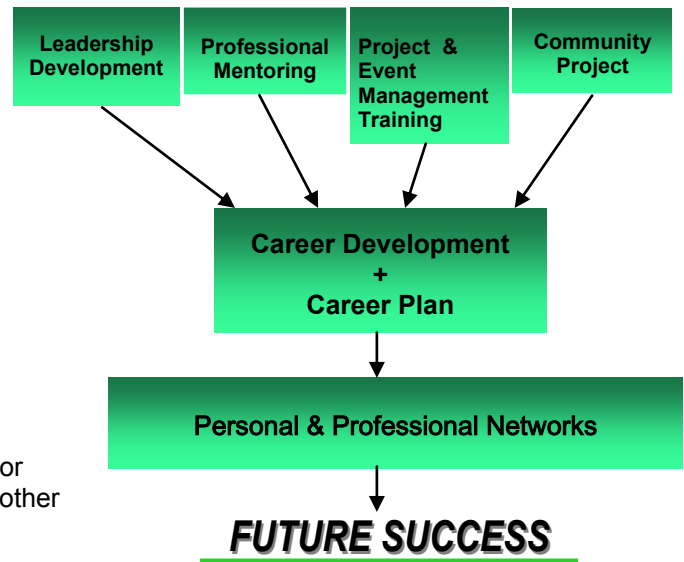 Leadership
Development
Professional
Mentoring
Project & 
Event
Management
Training
Community
Project
Career Development
+
Career Plan
Personal & Professional Networks
or
other
FUTURE SUCCESS